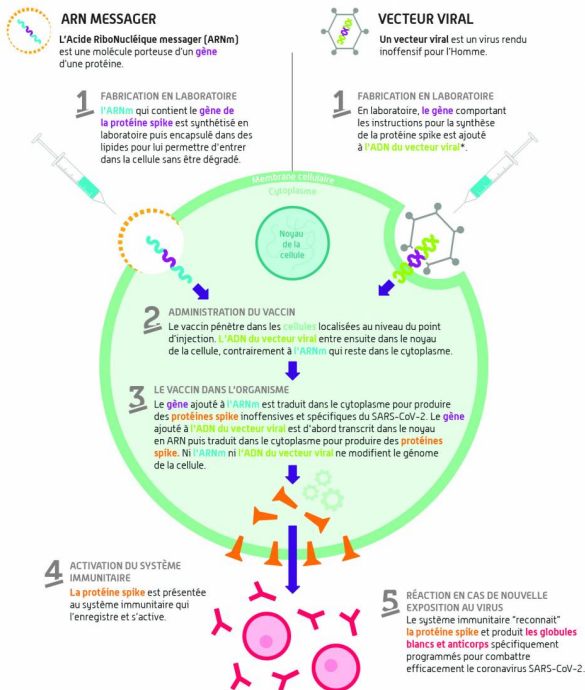 ARN MESSAGER
L'Acide RiboNucléique messager (ARNm)
est une molécule porteuse d'un gène
d'une protéine.
VECTEUR VIRAL
Un vecteur viral est un virus rendu
inoffensif pour l'Homme.
1
FABRICATION EN LABORATOIRE
l'ARNm qui contient le gène de
la protéine spike est synthétisé en
laboratoire puis encapsulé dans des
lipides pour lui permettre d'entrer
dans la cellule sans être dégradé.
1
FABRICATION EN LABORATOIRE
En laboratoire, le gène comportant
les instructions pour la synthèse
de la protéine spike est ajouté
à l'ADN du vecteur viral*.
Membrane cellulaire
Cytoplasme
Noyau
de la
cellule
2
ADMINISTRATION DU VACCIN
Le vaccin pénètre dans les cellules localisées au niveau du point
d'injection. L'ADN du vecteur viral entre ensuite dans le noyau
de la cellule, contrairement à l'ARNm qui reste dans le cytoplasme.
3
LE VACCIN DANS L'ORGANISME
Le gène ajouté à l'ARNm est traduit dans le cytoplasme pour produire
des protéines spike inoffensives et spécifiques du SARS-CoV-2. Le gène
ajouté à l'ADN du vecteur viral est d'abord transcrit dans le noyau
en ARN puis traduit dans le cytoplasme pour produire des protéines
spike. Ni l'ARNm ni l'ADN du vecteur viral ne modifient le génome
de la cellule.
4
ACTIVATION DU SYSTÈME
IMMUNITAIRE
La protéine spike est présentée
au système immunitaire qui
l'enregistre et s'active.
5
RÉACTION EN CAS DE NOUVELLE
EXPOSITION AU VIRUS
Le système immunitaire "reconnait"
la protéine spike et produit les globules
blancs et anticorps spécifiquement
programmés pour combattre
efficacement le coronavirus SARS-CoV-2.